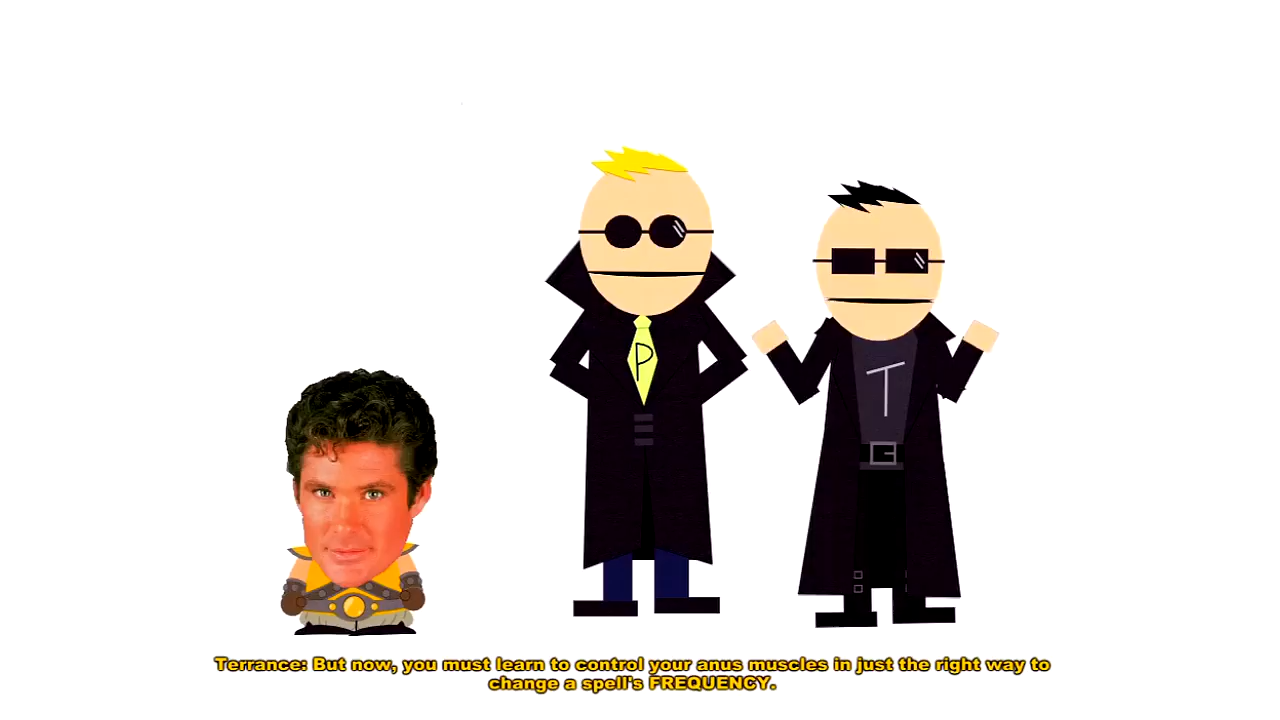 P
T
Terrance: But now, you must learn to control your anus muscles in just the right way to
change a spell's FREQUENCY.